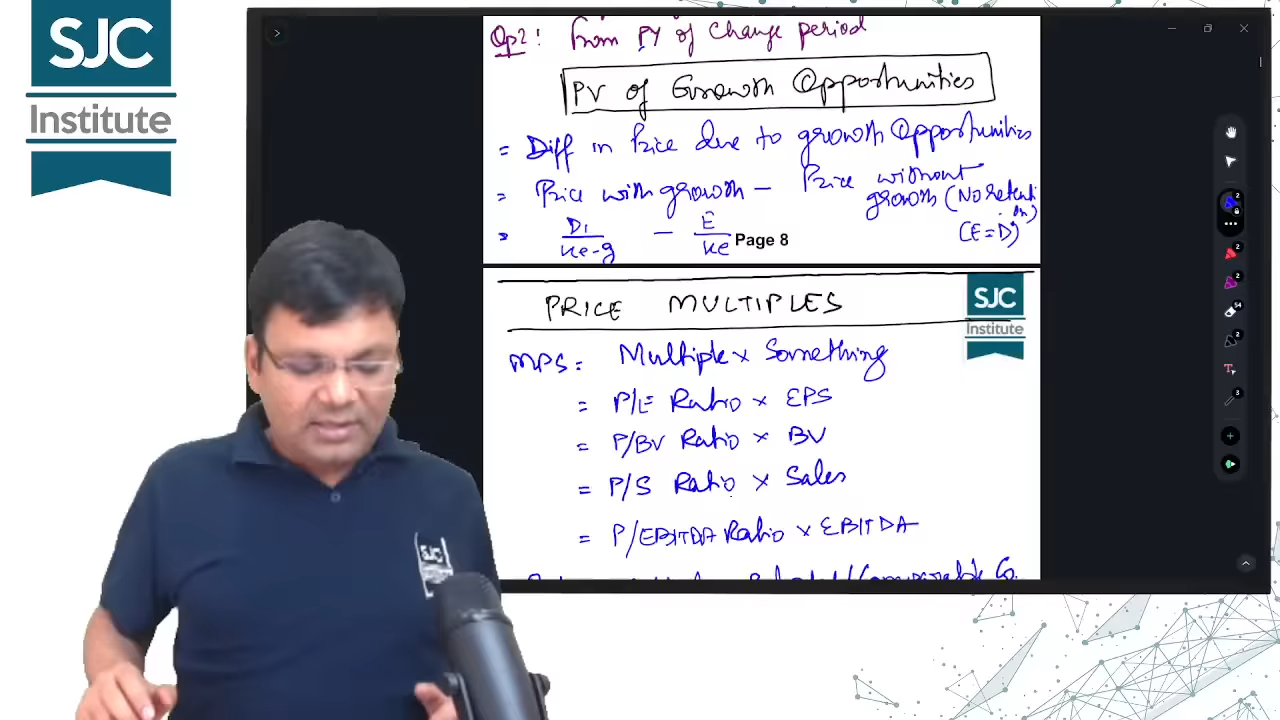 SJC
Institute
Op2: From PY of Change period
PV of Growth Opportunities
= Diff in Price due to growth Opportunities
= Price with growth - Price without
growth (No retention)
= D1 / ke-g - E / ke (E=D)
Page 8
PRICE MULTIPLES
SJC
Institute
MPS = Multiple x Something
= P/E Ratio x EPS
= P/BV Ratio x BV
= P/S Ratio x Sales
= P/EBITDA Ratio x EBITDA
SJC